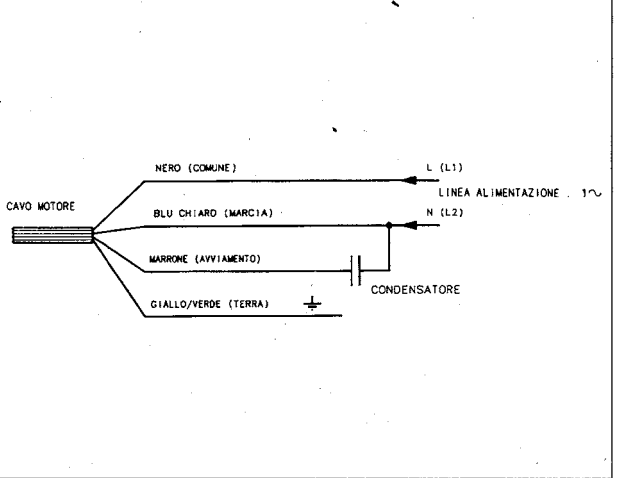 NERO (COMUNE)
L (L1)
LINEA ALIMENTAZIONE . 1~
CAVO MOTORE
BLU CHIARO (MARCIA)
N (L2)
MARRONE (AVVIAMENTO)
CONDENSATORE
GIALLO/VERDE (TERRA)